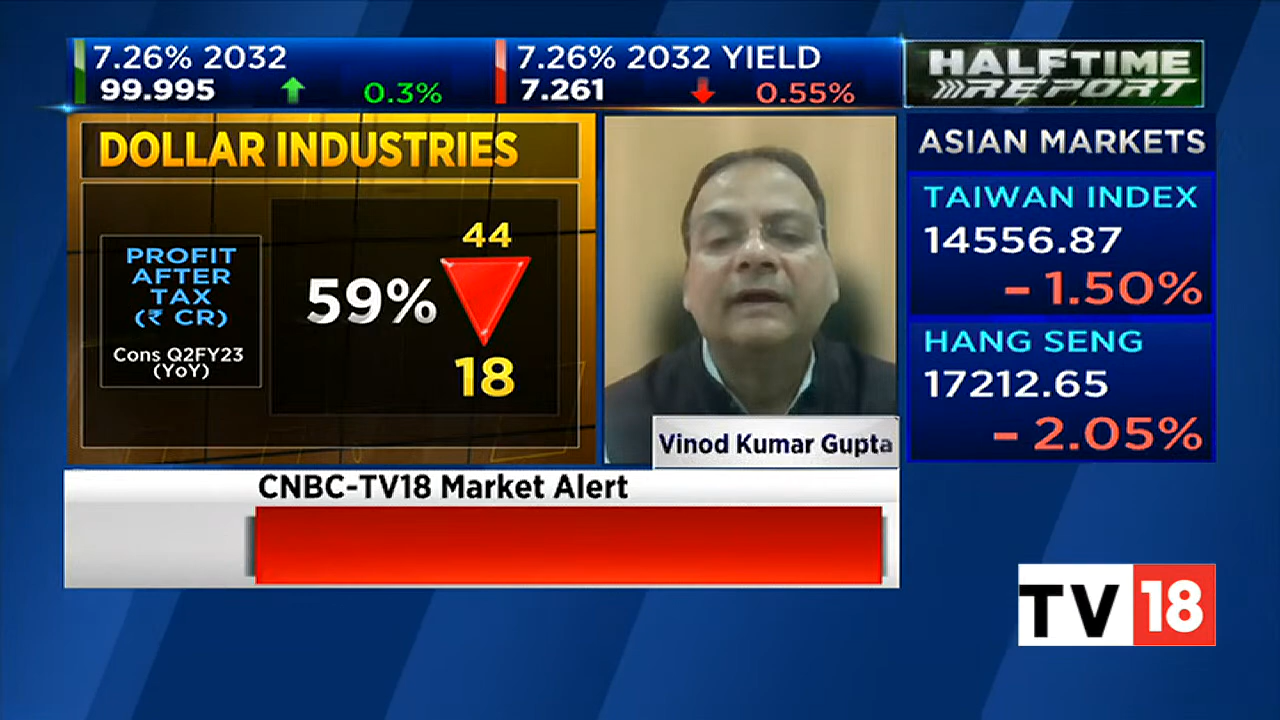 7.26% 2032
99.995 0.3%
7.26% 2032 YIELD
7.261 0.55%
HALFTIME
REPORT
DOLLAR INDUSTRIES
PROFIT
AFTER
TAX
(₹ CR)
Cons Q2FY23
(YoY)
44
59%
18
Vinod Kumar Gupta
ASIAN MARKETS
TAIWAN INDEX
14556.87
- 1.50%
HANG SENG
17212.65
- 2.05%
CNBC-TV18 Market Alert
TV18